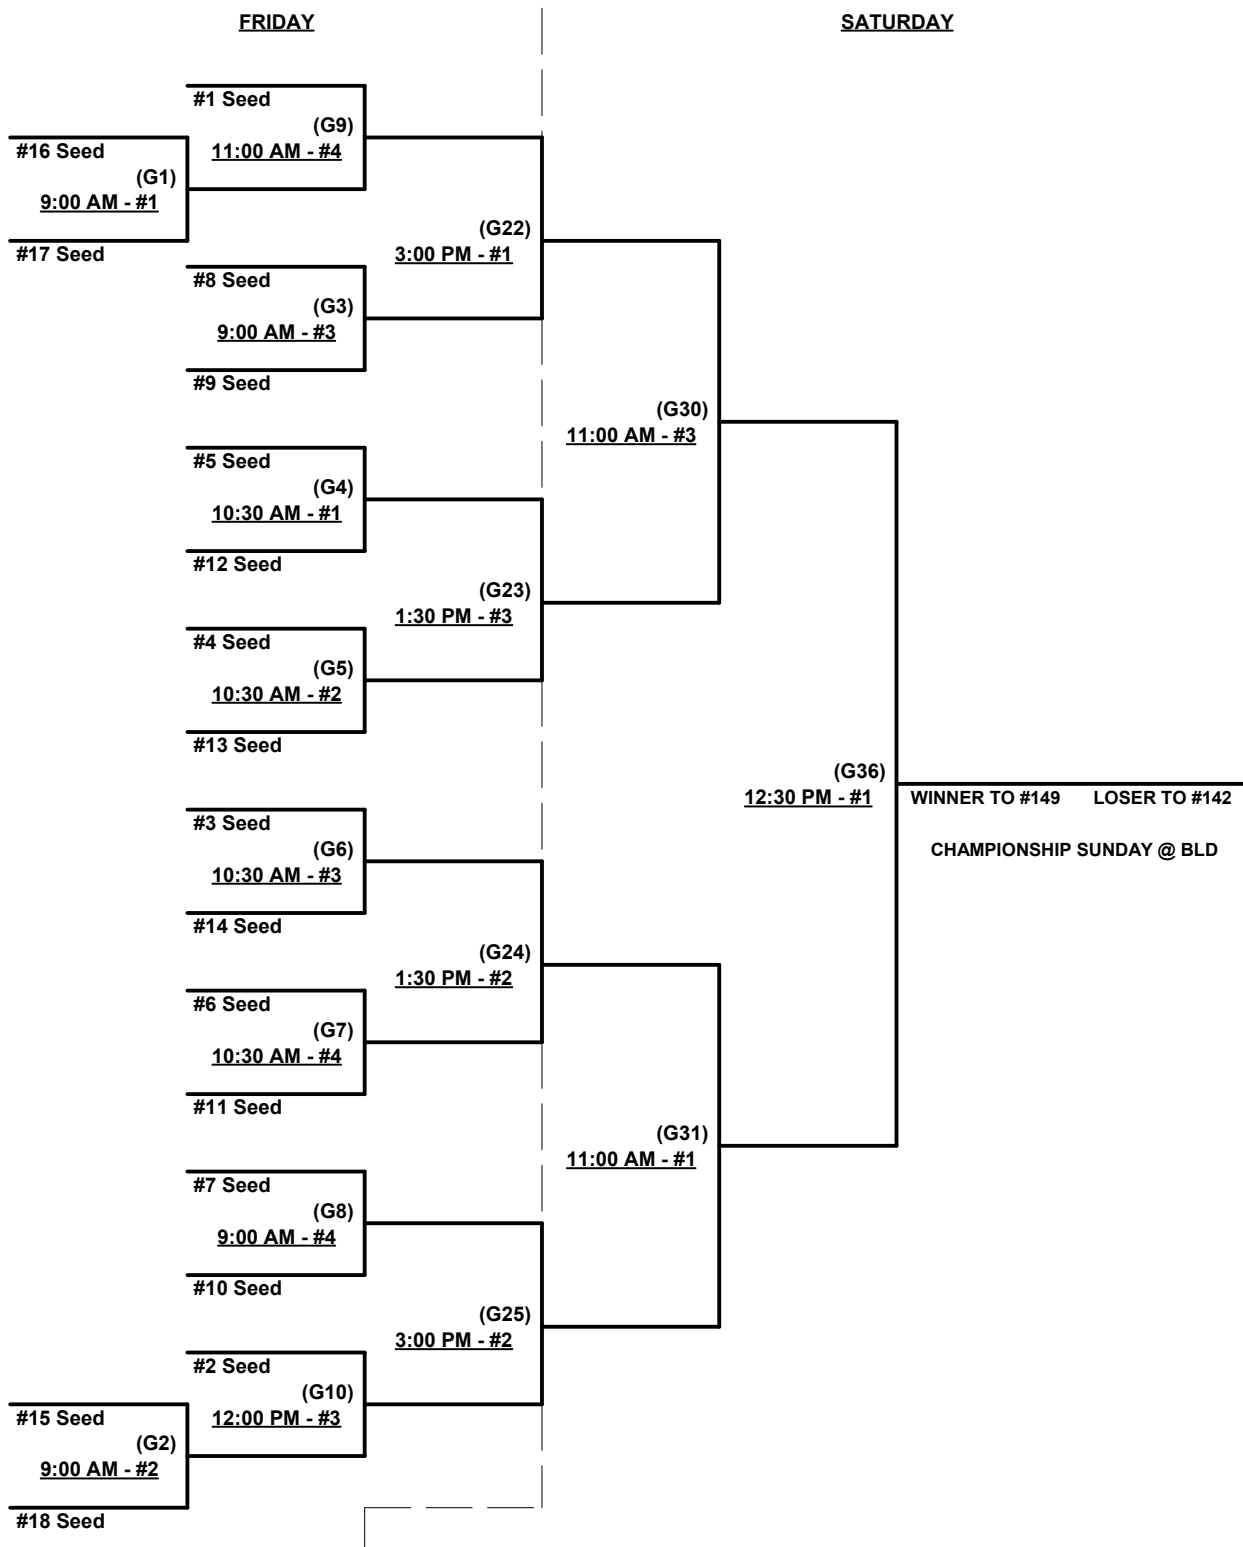 FRIDAY
SATURDAY
#1 Seed
(G9)
11:00 AM - #4
#16 Seed
(G1)
9:00 AM - #1
#17 Seed
(G22)
3:00 PM - #1
#8 Seed
(G3)
9:00 AM - #3
#9 Seed
(G30)
11:00 AM - #3
#5 Seed
(G4)
10:30 AM - #1
#12 Seed
(G23)
1:30 PM - #3
#4 Seed
(G5)
10:30 AM - #2
#13 Seed
(G36)
12:30 PM - #1
WINNER TO #149 LOSER TO #142
CHAMPIONSHIP SUNDAY @ BLD
#3 Seed
(G6)
10:30 AM - #3
#14 Seed
(G24)
1:30 PM - #2
#6 Seed
(G7)
10:30 AM - #4
#11 Seed
(G31)
11:00 AM - #1
#7 Seed
(G8)
9:00 AM - #4
#10 Seed
(G25)
3:00 PM - #2
#2 Seed
(G10)
12:00 PM - #3
#15 Seed
(G2)
9:00 AM - #2
#18 Seed